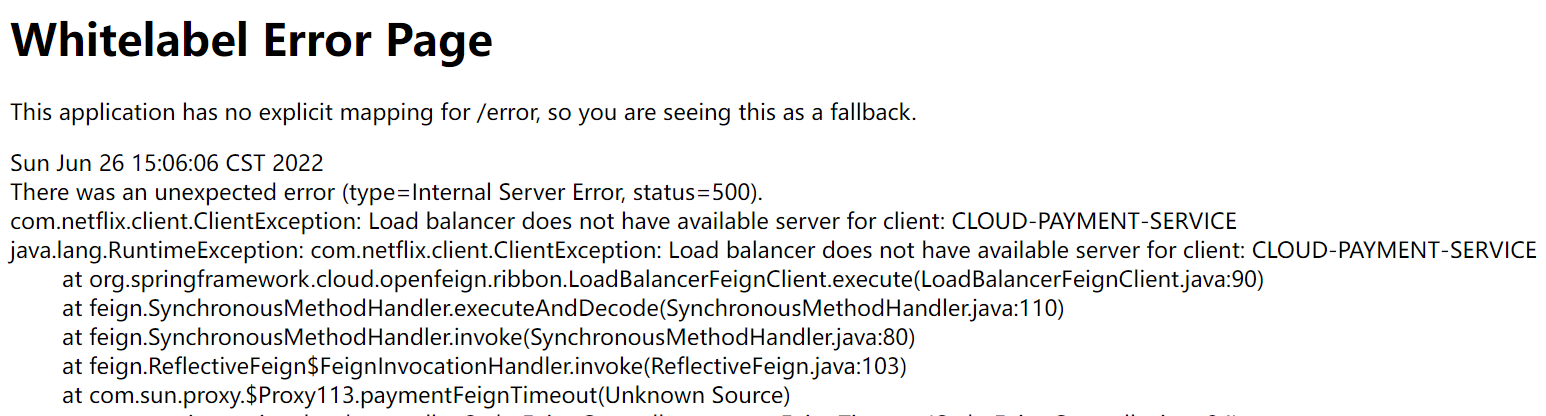 Whitelabel Error Page
This application has no explicit mapping for /error, so you are seeing this as a fallback.
Sun Jun 26 15:06:06 CST 2022
There was an unexpected error (type=Internal Server Error, status=500).
com.netflix.client.ClientException: Load balancer does not have available server for client: CLOUD-PAYMENT-SERVICE
java.lang.RuntimeException: com.netflix.client.ClientException: Load balancer does not have available server for client: CLOUD-PAYMENT-SERVICE
at org.springframework.cloud.openfeign.ribbon.LoadBalancerFeignClient.execute(LoadBalancerFeignClient.java:90)
at feign.SynchronousMethodHandler.executeAndDecode(SynchronousMethodHandler.java:110)
at feign.SynchronousMethodHandler.invoke(SynchronousMethodHandler.java:80)
at feign.ReflectiveFeign$FeignInvocationHandler.invoke(ReflectiveFeign.java:103)
at com.sun.proxy.$Proxy113.paymentFeignTimeout(Unknown Source)